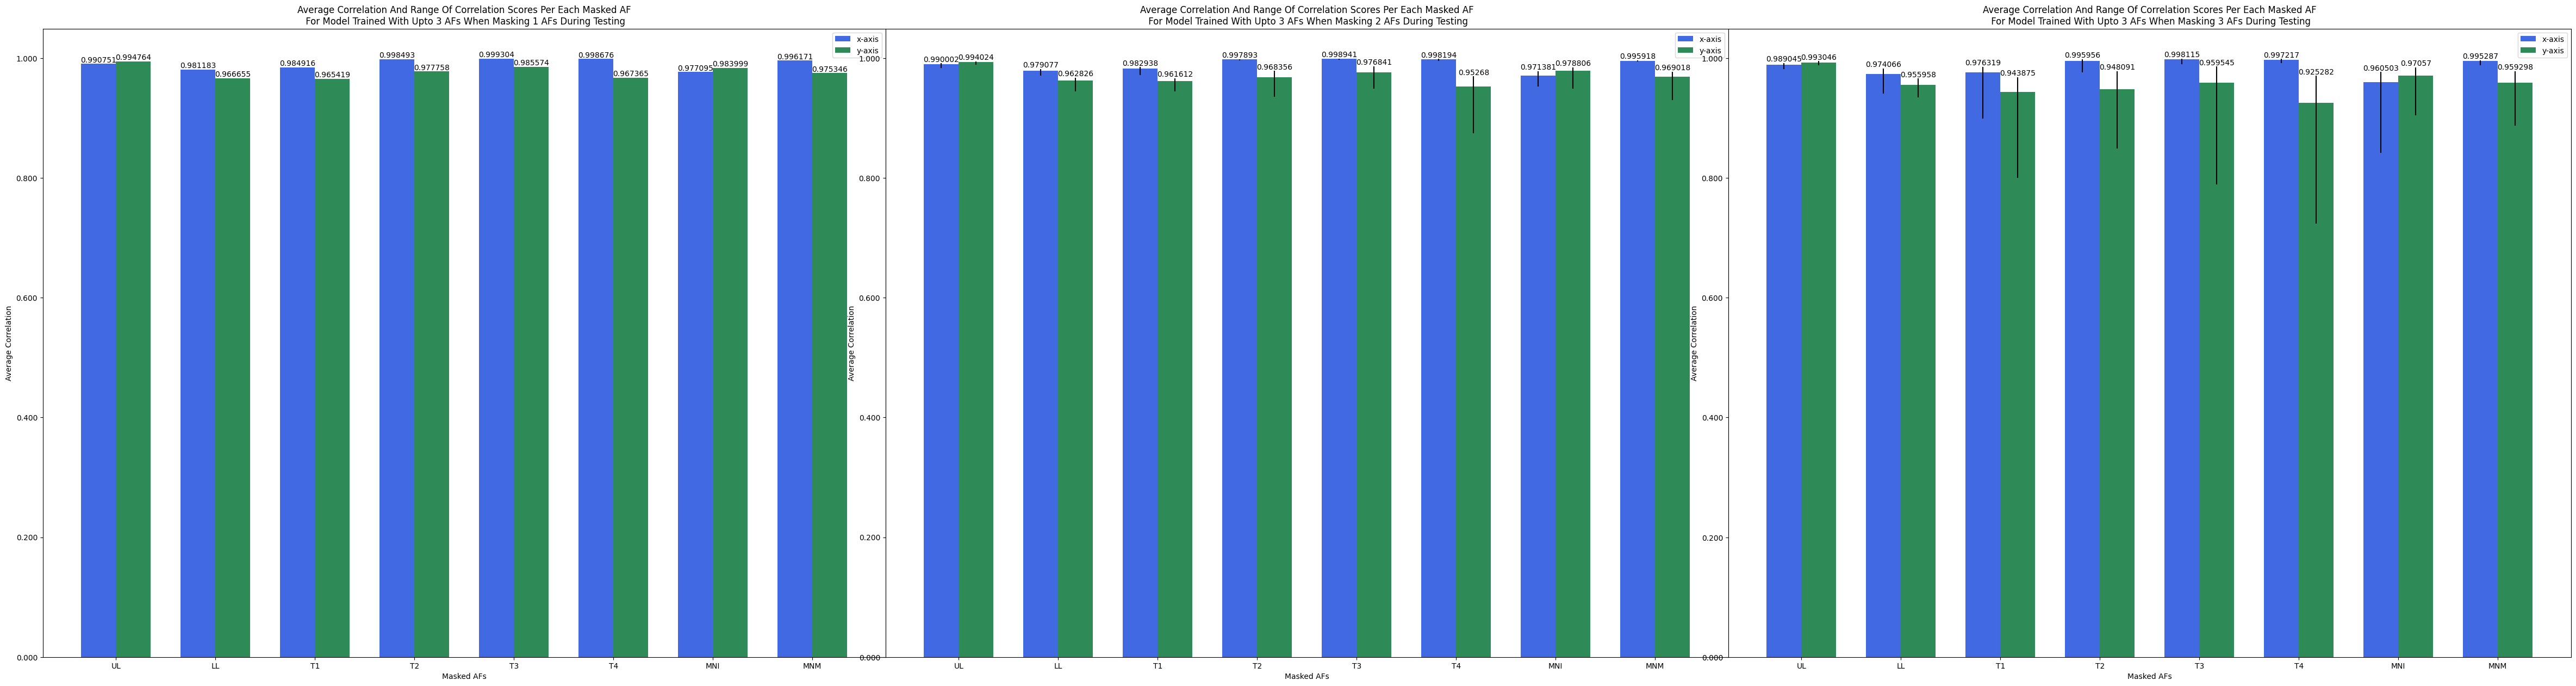 Average Correlation And Range Of Correlation Scores Per Each Masked AF
For Model Trained With Upto 3 AFs When Masking 1 AFs During Testing
x-axis
y-axis
0.990751 0.994764 0.981183 0.966655 0.984916 0.965419 0.998493 0.977758 0.999304 0.985574 0.998676 0.967365 0.977095 0.983999 0.996171 0.975346
1.000
0.800
0.600
0.400
0.200
0.000
Average Correlation
UL LL T1 T2 T3 T4 MNI MNM
Masked AFs
Average Correlation And Range Of Correlation Scores Per Each Masked AF
For Model Trained With Upto 3 AFs When Masking 2 AFs During Testing
x-axis
y-axis
0.990002 0.994024 0.979077 0.962826 0.982938 0.961612 0.997893 0.968356 0.998941 0.976841 0.998194 0.95268 0.971381 0.978806 0.995918 0.969018
1.000
0.800
0.600
0.400
0.200
0.000
Average Correlation
UL LL T1 T2 T3 T4 MNI MNM
Masked AFs
Average Correlation And Range Of Correlation Scores Per Each Masked AF
For Model Trained With Upto 3 AFs When Masking 3 AFs During Testing
x-axis
y-axis
0.989045 0.993046 0.974066 0.955958 0.976319 0.943875 0.995956 0.948091 0.998115 0.959545 0.997217 0.925282 0.960503 0.97057 0.995287 0.959298
1.000
0.800
0.600
0.400
0.200
0.000
Average Correlation
UL LL T1 T2 T3 T4 MNI MNM
Masked AFs